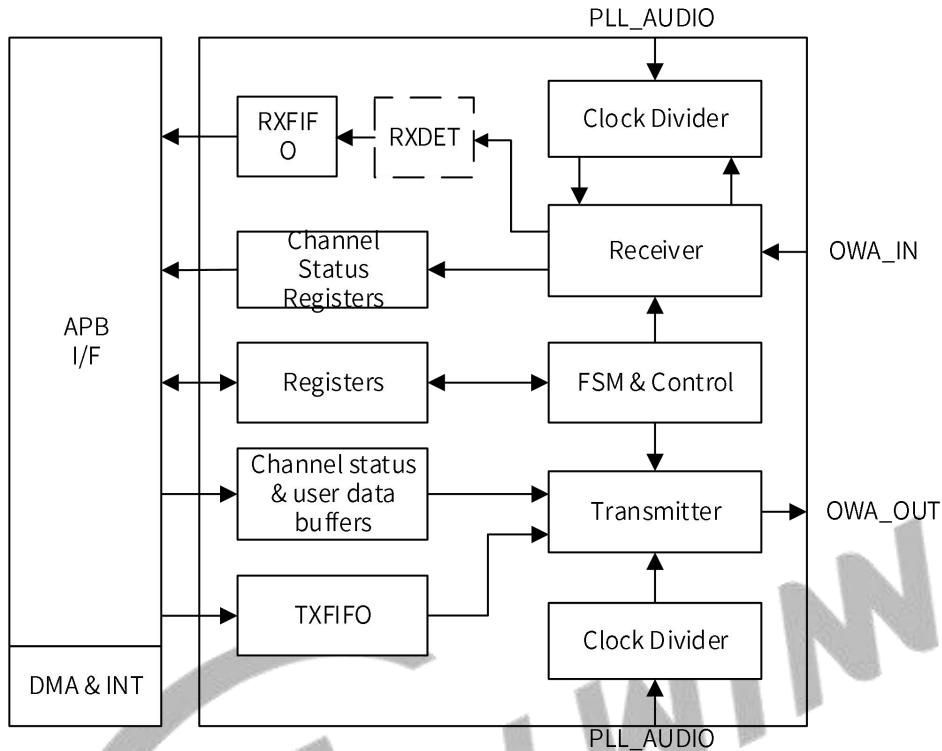 PLL_AUDIO
Clock Divider
RXFIF
O
RXDET
Receiver
OWA_IN
Channel
Status
Registers
APB
I/F
Registers
FSM & Control
Channel status
& user data
buffers
Transmitter
OWA_OUT
TXFIFO
Clock Divider
DMA & INT
PLL_AUDIO